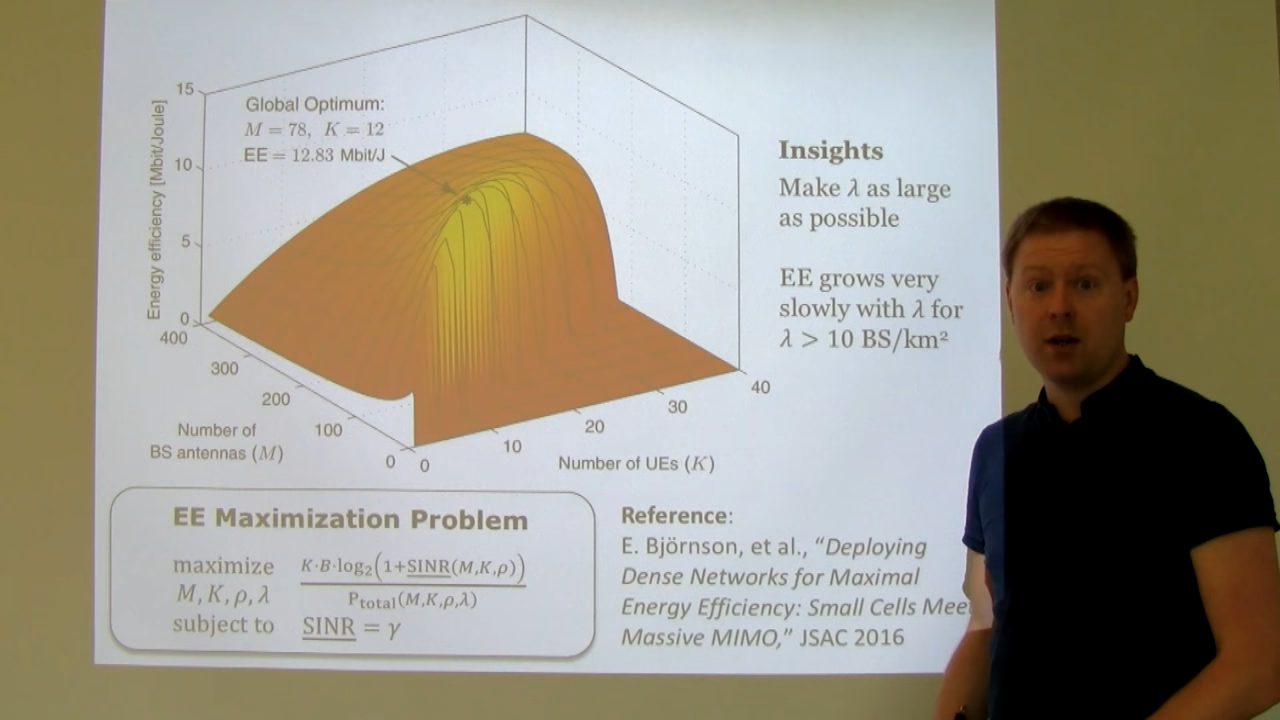 15
10
5
0
Energy efficiency [Mbit/Joule]
Global Optimum:
M = 78, K = 12
EE = 12.83 Mbit/J
400
300
200
100
0
Number of
BS antennas (M)
0
10
20
30
40
Number of UEs (K)
Insights
Make λ as large
as possible
EE grows very
slowly with λ for
λ > 10 BS/km²
EE Maximization Problem
maximize K·B·log₂(1+SINR(M,K,ρ))
M, K, ρ, λ P_total(M,K,ρ,λ)
subject to SINR = γ
Reference:
E. Björnson, et al., “Deploying
Dense Networks for Maximal
Energy Efficiency: Small Cells Meet
Massive MIMO,” JSAC 2016